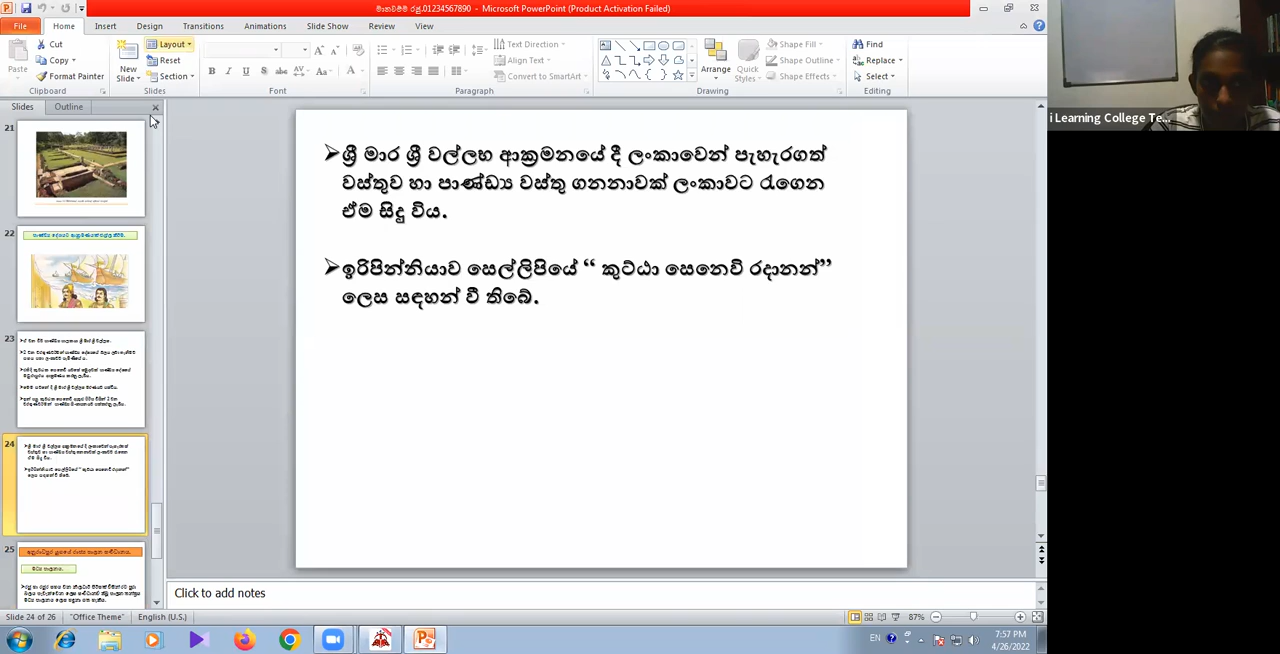 මානවම්ම රජු.01234567890 - Microsoft PowerPoint (Product Activation Failed)
File Home Insert Design Transitions Animations Slide Show Review View
Paste
Cut
Copy
Format Painter
Clipboard
New
Slide
Layout
Reset
Section
Slides
Font
Text Direction
Align Text
Convert to SmartArt
Paragraph
Arrange
Quick
Styles
Shape Fill
Shape Outline
Shape Effects
Drawing
Find
Replace
Select
Editing
i Learning College Te...
Slides Outline
21
22
23
24
25
ශ්‍රී මාර ශ්‍රී වල්ලභ ආක්‍රමනයේ දී ලංකාවෙන් පැහැරගත්
වස්තුව හා පාණ්ඩ්‍ය වස්තු ගනනාවක් ලංකාවට රැගෙන
ඒම සිදු විය.
ඉරිපින්නියාව සෙල්ලිපියේ “ කුට්ඨා සෙනෙවි රදානන්”
ලෙස සඳහන් වී තිබේ.
Click to add notes
Slide 24 of 26 "Office Theme" English (U.S.) 87%
EN 7:57 PM
4/26/2022